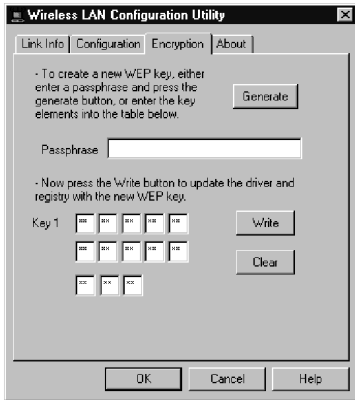 Wireless LAN Configuration Utility
Link Info Configuration Encryption About
- To create a new WEP key, either
enter a passphrase and press the
generate button, or enter the key
elements into the table below.
Generate
Passphrase
- Now press the Write button to update the driver and
registry with the new WEP key.
Key 1 ** ** ** ** ** Write
** ** ** ** ** Clear
** ** **
OK Cancel Help